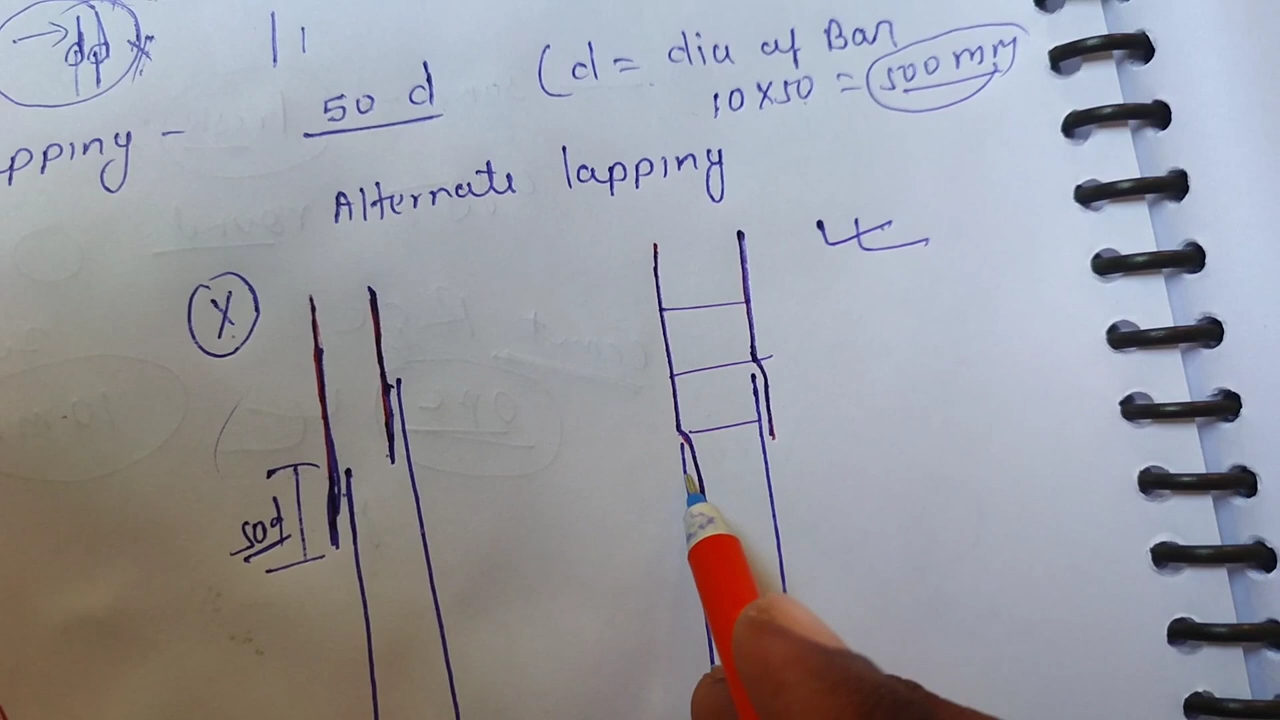 (d = dia of Bar
50 d
10 X 50 = 500 mm
pping -
Alternate lapping
X
50d